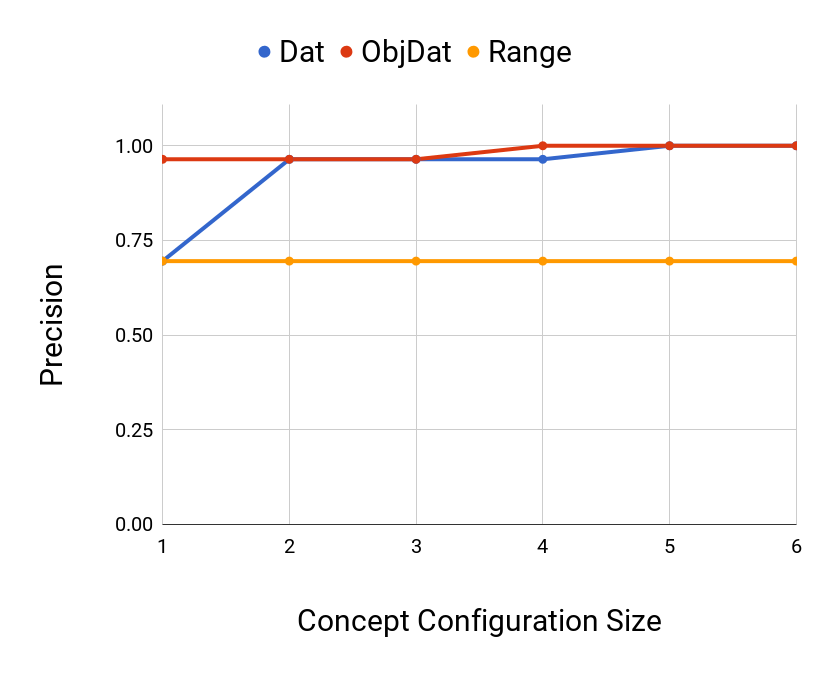 Dat ObjDat Range
1.00
0.75
0.50
0.25
0.00
Precision
1 2 3 4 5 6
Concept Configuration Size